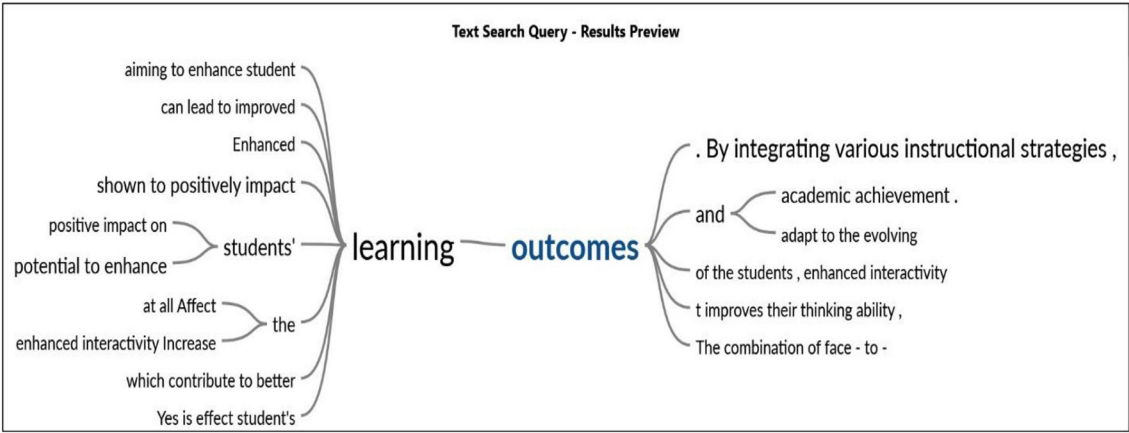 Text Search Query - Results Preview
aiming to enhance student
can lead to improved
Enhanced
shown to positively impact
positive impact on
potential to enhance
students'
at all Affect
enhanced interactivity Increase
the
which contribute to better
Yes is effect student's
learning
outcomes
. By integrating various instructional strategies ,
and
academic achievement .
adapt to the evolving
of the students , enhanced interactivity
t improves their thinking ability ,
The combination of face - to -